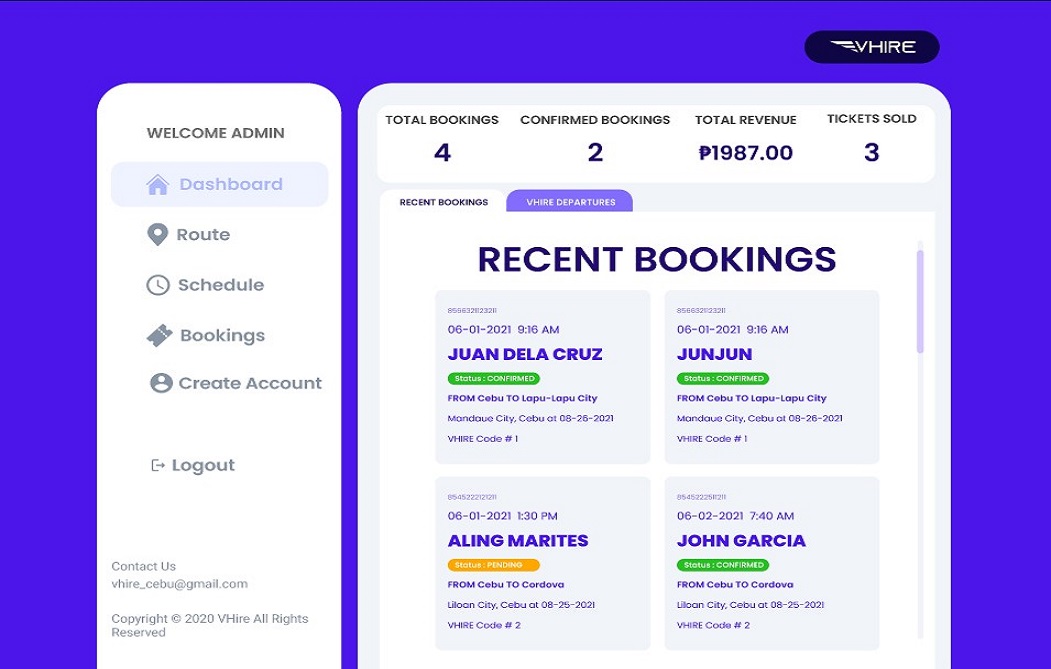 VHIRE
WELCOME ADMIN
Dashboard
Route
Schedule
Bookings
Create Account
Logout
Contact Us
vhire_cebu@gmail.com
Copyright © 2020 VHire All Rights
Reserved
TOTAL BOOKINGS
4
CONFIRMED BOOKINGS
2
TOTAL REVENUE
₱1987.00
TICKETS SOLD
3
RECENT BOOKINGS
VHIRE DEPARTURES
RECENT BOOKINGS
06-01-2021 9:16 AM
JUAN DELA CRUZ
Status : CONFIRMED
FROM Cebu TO Lapu-Lapu City
Mandaue City, Cebu at 08-26-2021
VHIRE Code # 1
06-01-2021 9:16 AM
JUNJUN
Status : CONFIRMED
FROM Cebu TO Lapu-Lapu City
Mandaue City, Cebu at 08-26-2021
VHIRE Code # 1
06-01-2021 1:30 PM
ALING MARITES
Status : PENDING
FROM Cebu TO Cordova
Liloan City, Cebu at 08-25-2021
VHIRE Code # 2
06-02-2021 7:40 AM
JOHN GARCIA
Status : CONFIRMED
FROM Cebu TO Cordova
Liloan City, Cebu at 08-25-2021
VHIRE Code # 2